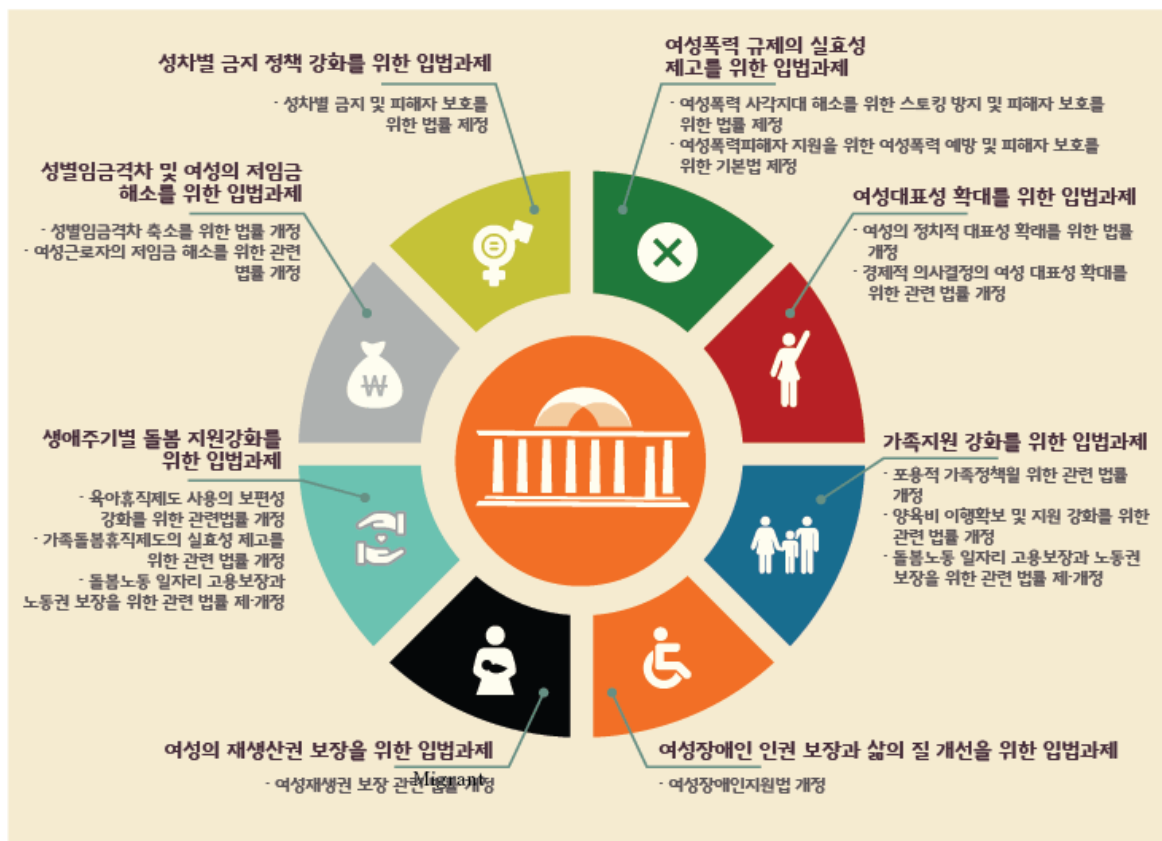 성차별 금지 정책 강화를 위한 입법과제
- 성차별 금지 및 피해자 보호를
위한 법률 제정
여성폭력 규제의 실효성
제고를 위한 입법과제
- 여성폭력 사각지대 해소를 위한 스토킹 방지 및 피해자 보호를
위한 법률 제정
- 여성폭력피해자 지원을 위한 여성폭력 예방 및 피해자 보호를
위한 기본법 제정
성별임금격차 및 여성의 저임금
해소를 위한 입법과제
- 성별임금격차 축소를 위한 법률 개정
- 여성근로자의 저임금 해소를 위한 관련
법률 개정
여성대표성 확대를 위한 입법과제
- 여성의 정치적 대표성 확래를 위한 법률
개정
- 경제적 의사결정의 여성 대표성 확대를
위한 관련 법률 개정
₩
생애주기별 돌봄 지원강화를
위한 입법과제
- 육아휴직제도 사용의 보편성
강화를 위한 관련법률 개정
- 가족돌봄휴직제도의 실효성 제고를
위한 관련 법률 개정
- 돌봄노동 일자리 고용보장과
노동권 보장을 위한 관련 법률 제·개정
가족지원 강화를 위한 입법과제
- 포용적 가족정책월 위한 관련 법률
개정
- 양육비 이행확보 및 지원 강화를 위한
관련 법률 개정
- 돌봄노동 일자리 고용보장과 노동권
보장을 위한 관련 법률 제·개정
여성의 재생산권 보장을 위한 입법과제
- 여성재생권 보장 관련 법률 개정
Migrant
여성장애인 인권 보장과 삶의 질 개선을 위한 입법과제
- 여성장애인지원법 개정